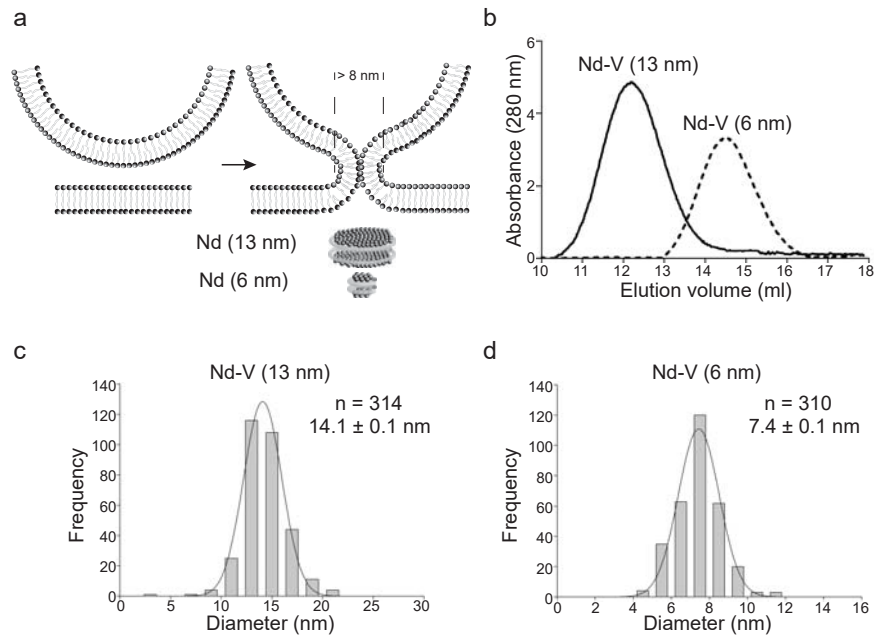 a
> 8 nm
Nd (13 nm)
Nd (6 nm)
b
Nd-V (13 nm)
Nd-V (6 nm)
Absorbance (280 nm)
6
4
2
0
10 11 12 13 14 15 16 17 18
Elution volume (ml)
c
Nd-V (13 nm)
n = 314
14.1 ± 0.1 nm
Frequency
140
120
100
80
60
40
20
0
0 5 10 15 20 25 30
Diameter (nm)
d
Nd-V (6 nm)
n = 310
7.4 ± 0.1 nm
Frequency
140
120
100
80
60
40
20
0
0 2 4 6 8 10 12 14 16
Diameter (nm)